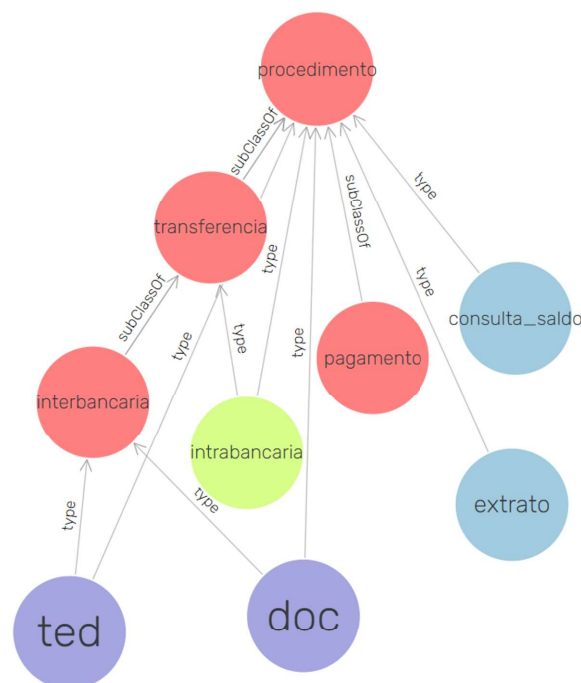 procedimento
subClassOf
transferencia
type
subClassOf
type
consulta_saldo
type
subClassOf
type
type
type
pagamento
interbancaria
intrabancaria
extrato
type
type
ted
doc